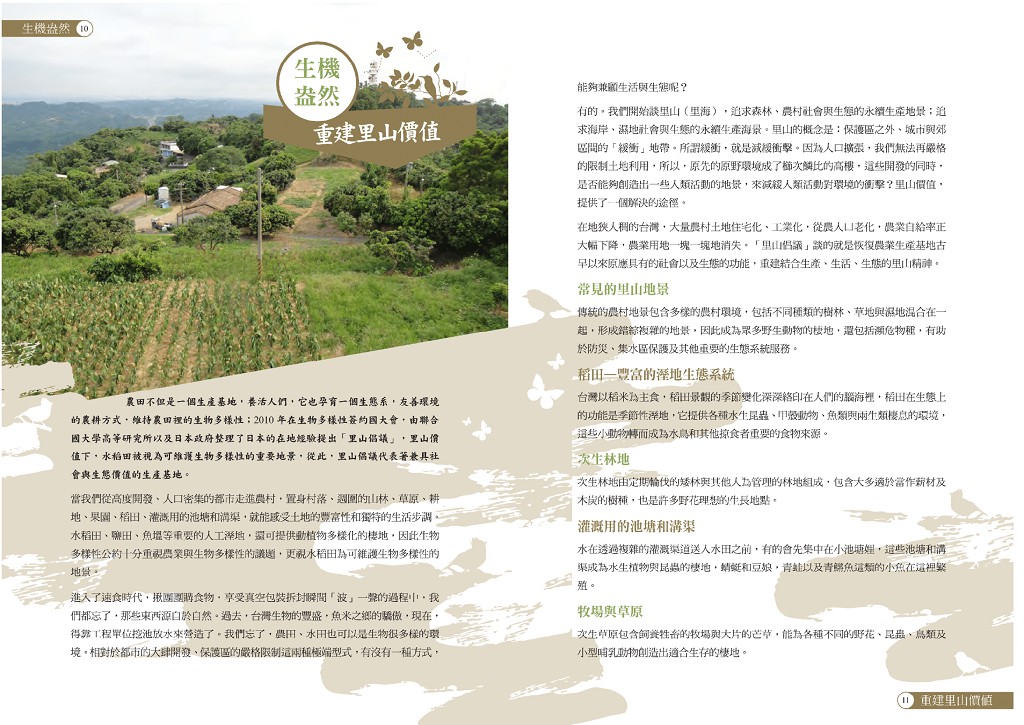 生機盎然 10
生機
盎然
重建里山價值
農田不但是一個生產基地，養活人們，它也孕育一個生態系，友善環境
的農耕方式，維持農田裡的生物多樣性；2010 年在生物多樣性簽約國大會，由聯合
國大學高等研究所以及日本政府整理了日本的在地經驗提出「里山倡議」，里山價
值下，水稻田被視為可維護生物多樣性的重要地景，從此，里山倡議代表著兼具社
會與生態價值的生產基地。
當我們從高度開發、人口密集的都市走進農村，置身村落、週圍的山林、草原、耕
地、果園、稻田、灌溉用的池塘和溝渠，就能感受土地的豐富性和獨特的生活步調。
水稻田、鹽田、魚塭等重要的人工溼地，還可提供動植物多樣化的棲地，因此生物
多樣性公約十分重視農業與生物多樣性的議題，更視水稻田為可維護生物多樣性的
地景。
進入了速食時代，揪團團購食物，享受真空包裝拆封瞬間「波」一聲的過程中，我
們都忘了，那些東西源自於自然。過去，台灣生物的豐盛，魚米之鄉的驕傲，現在，
得靠工程單位挖池放水來營造了。我們忘了，農田、水田也可以是生物很多樣的環
境。相對於都市的大肆開發、保護區的嚴格限制這兩種極端型式，有沒有一種方式，
能夠兼顧生活與生態呢？
有的。我們開始談里山（里海），追求森林、農村社會與生態的永續生產地景；追
求海岸、濕地社會與生態的永續生產海景。里山的概念是：保護區之外、城市與郊
區間的「緩衝」地帶。所謂緩衝，就是減緩衝擊。因為人口擴張，我們無法再嚴格
的限制土地利用，所以，原先的原野環境成了櫛次鱗比的高樓，這些開發的同時，
是否能夠創造出一些人類活動的地景，來減緩人類活動對環境的衝擊？里山價值，
提供了一個解決的途徑。
在地狹人稠的台灣，大量農村土地住宅化、工業化，從農人口老化，農業自給率正
大幅下降，農業用地一塊一塊地消失。「里山倡議」談的就是恢復農業生產基地古
早以來原應具有的社會以及生態的功能，重建結合生產、生活、生態的里山精神。
常見的里山地景
傳統的農村地景包含多樣的農村環境，包括不同種類的樹林、草地與濕地混合在一
起，形成錯綜複雜的地景，因此成為眾多野生動物的棲地，還包括瀕危物種，有助
於防災、集水區保護及其他重要的生態系統服務。
稻田—豐富的溼地生態系統
台灣以稻米為主食，稻田景觀的季節變化深深烙印在人們的腦海裡，稻田在生態上
的功能是季節性溼地，它提供各種水生昆蟲、甲殼動物、魚類與兩生類棲息的環境，
這些小動物轉而成為水鳥和其他掠食者重要的食物來源。
次生林地
次生林地由定期輪伐的矮林與其他人為管理的林地組成，包含大多適於當作薪材及
木炭的樹種，也是許多野花理想的生長地點。
灌溉用的池塘和溝渠
水在透過複雜的灌溉渠道送入水田之前，有的會先集中在小池塘裡，這些池塘和溝
渠成為水生植物與昆蟲的棲地，蜻蜓和豆娘，青蛙以及青鱂魚這類的小魚在這裡繁
殖。
牧場與草原
次生草原包含飼養牲畜的牧場與大片的芒草，能為各種不同的野花、昆蟲、鳥類及
小型哺乳動物創造出適合生存的棲地。
11 重建里山價值